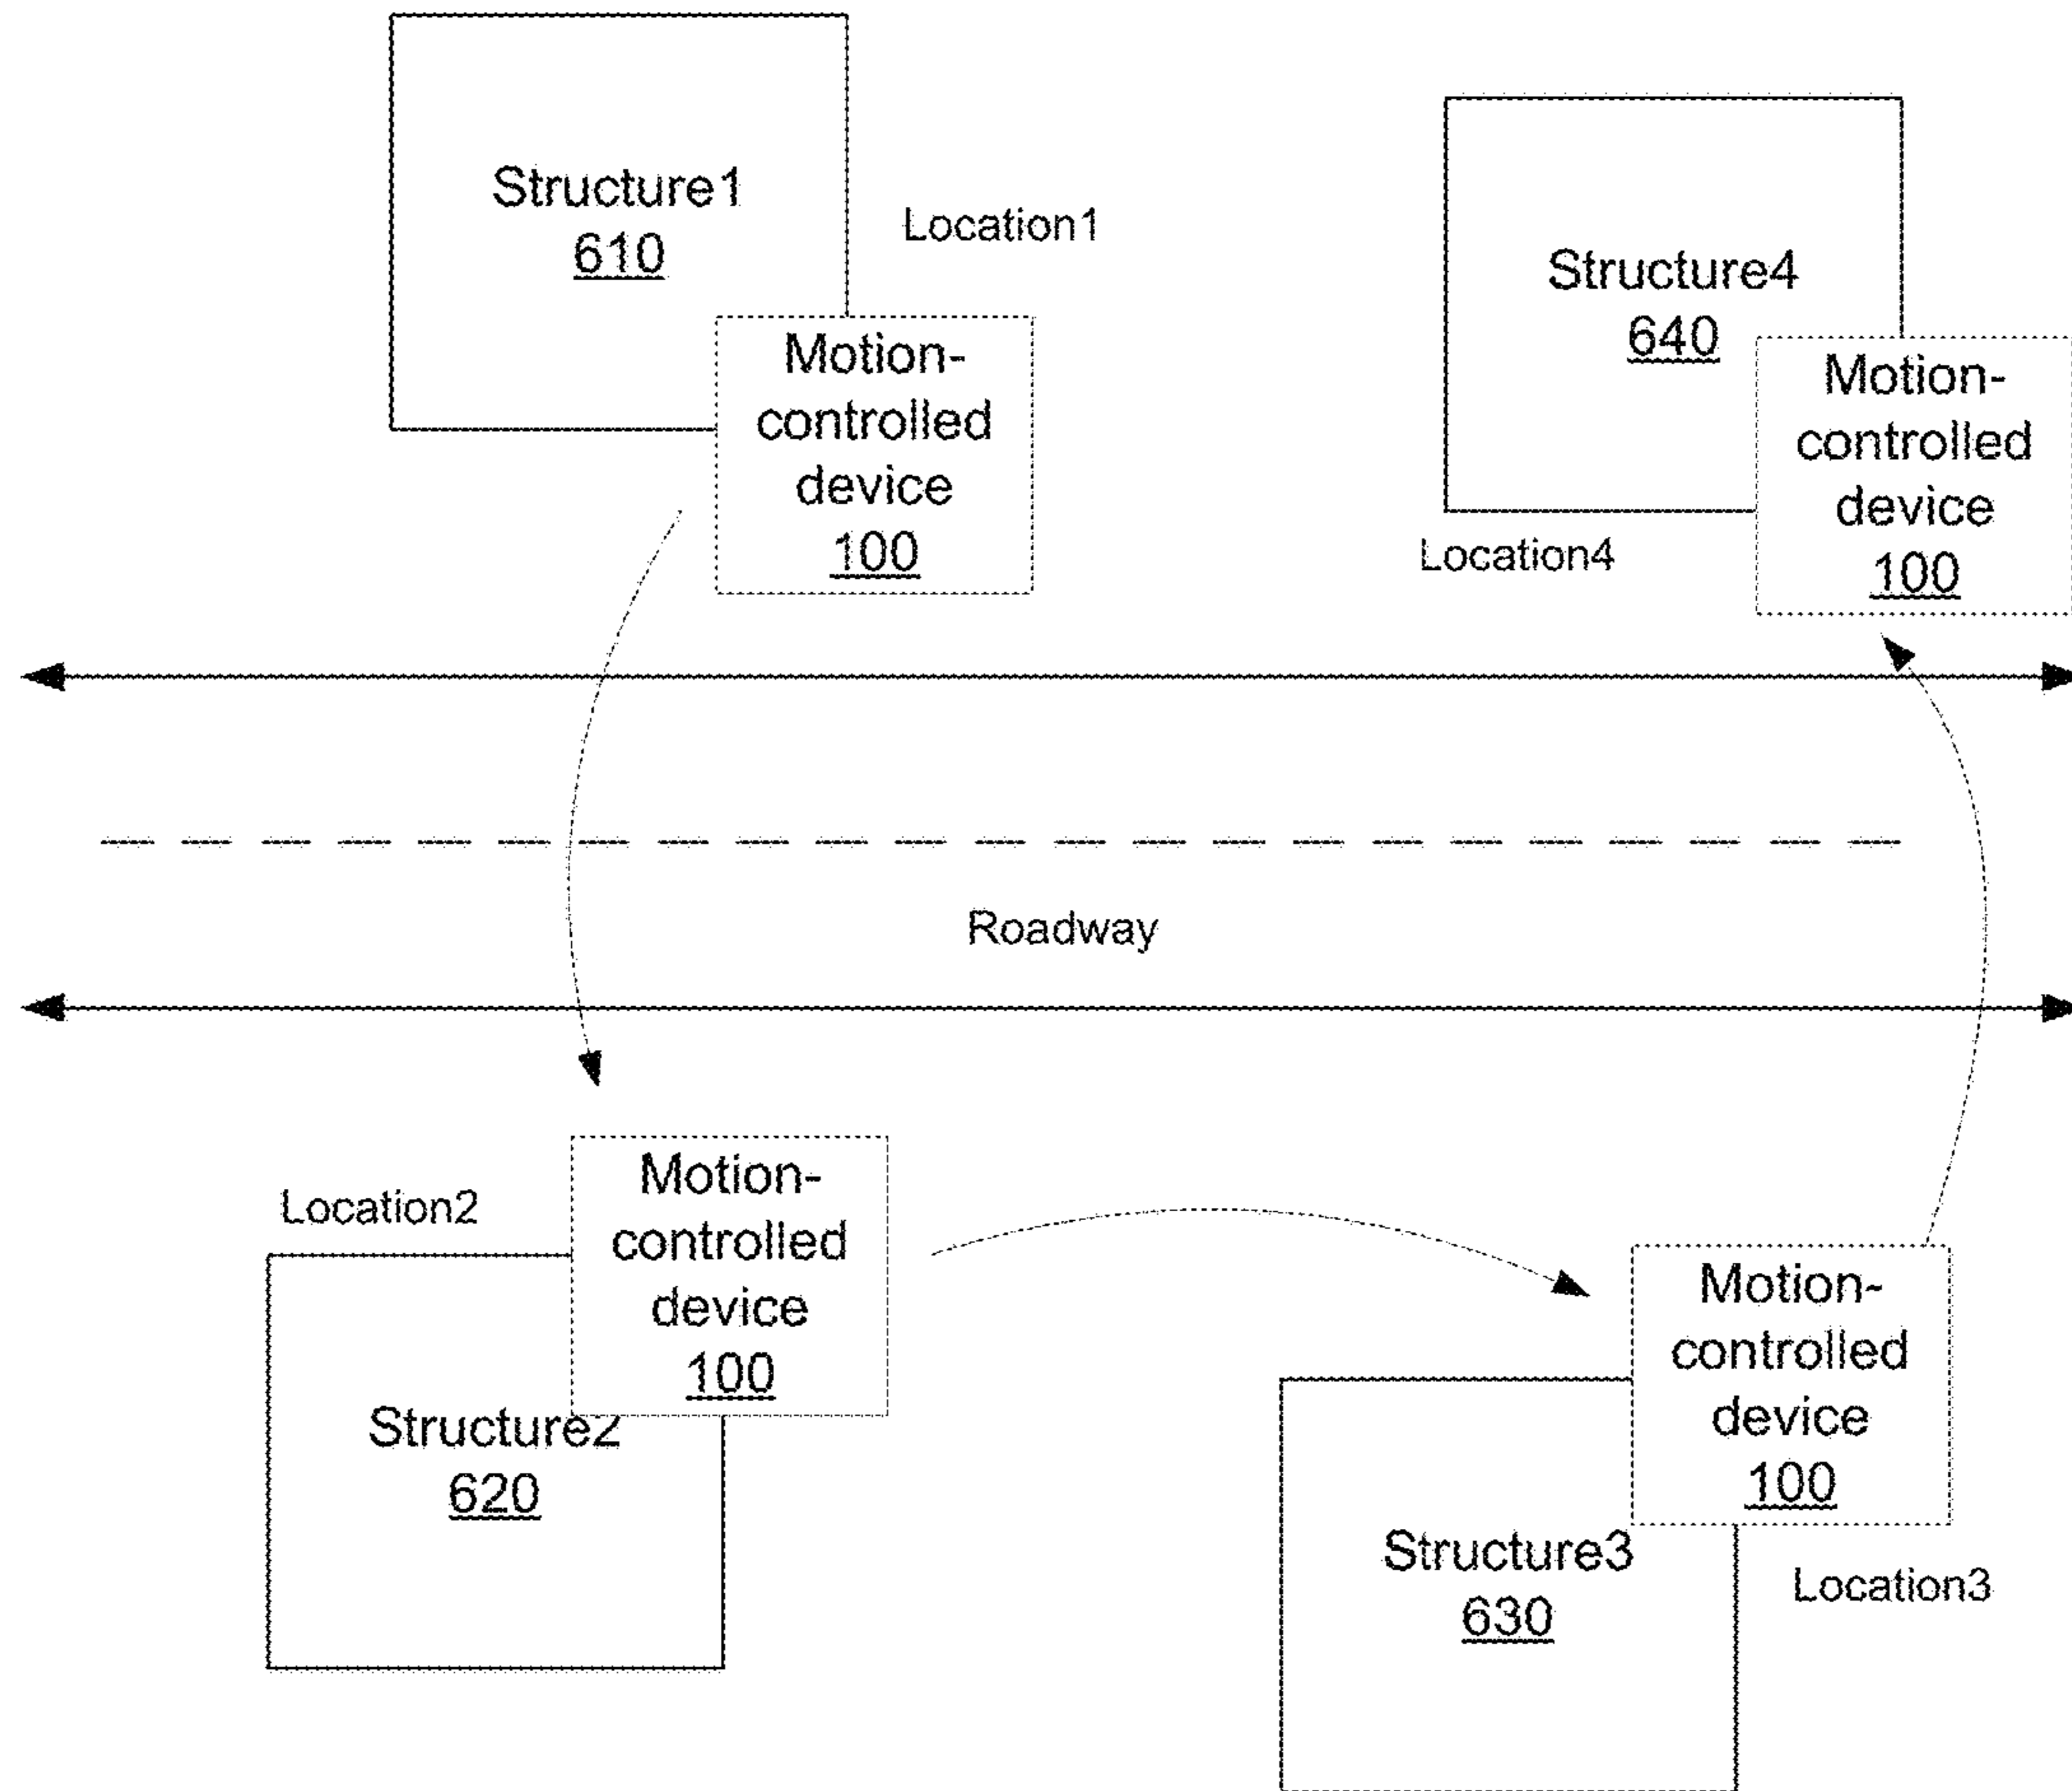 Structure1
610
Location1
Motion-
controlled
device
100
Structure4
640
Motion-
controlled
device
100
Location4
Roadway
Location2
Motion-
controlled
device
100
Structure2
620
Motion-
controlled
device
100
Structure3
630
Location3